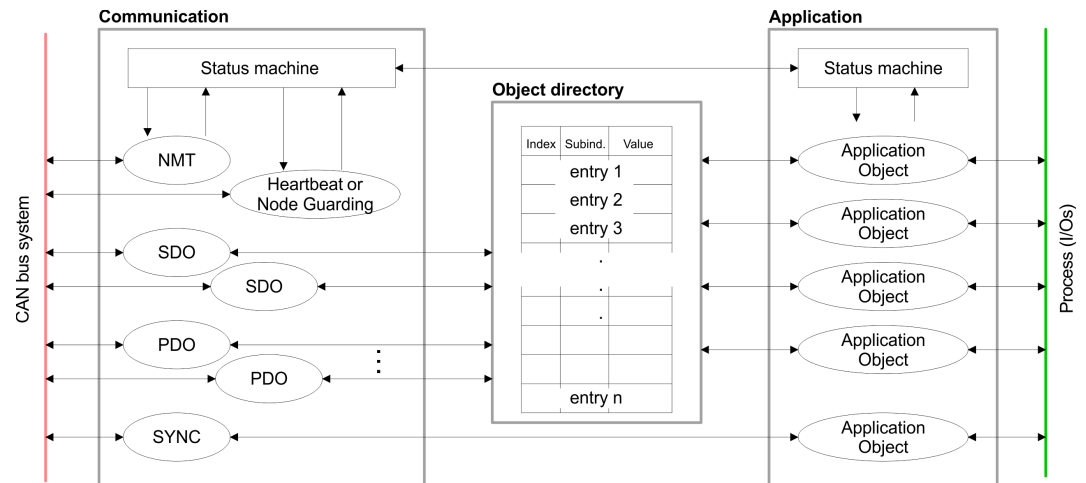 Communication
Application
Status machine
Status machine
Object directory
Index Subind. Value
entry 1
entry 2
entry 3
.
.
.
entry n
NMT
Heartbeat or
Node Guarding
SDO
SDO
PDO
PDO
SYNC
Application
Object
Application
Object
Application
Object
Application
Object
Application
Object
CAN bus system
Process (I/Os)